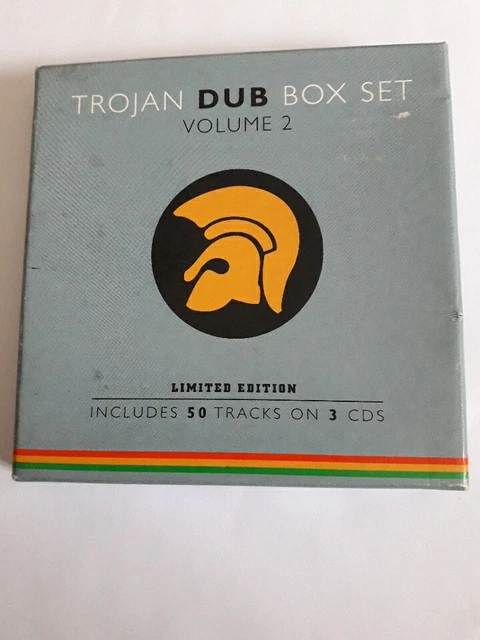 TROJAN DUB BOX SET
VOLUME 2
LIMITED EDITION
INCLUDES 50 TRACKS ON 3 CDS